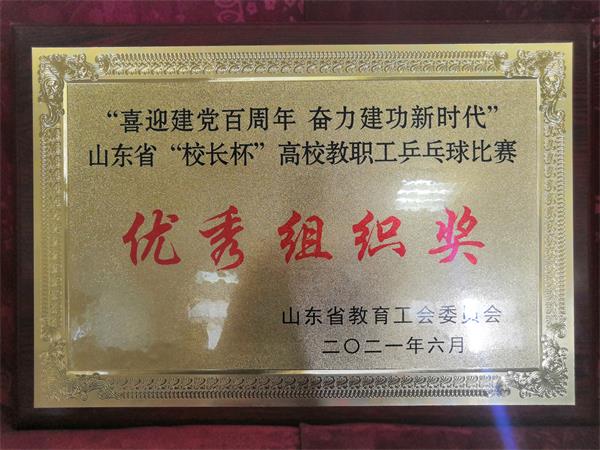 “喜迎建党百周年 奋力建功新时代”
山东省“校长杯”高校教职工乒乓球比赛
优秀组织奖
山东省教育工会委员会
二〇二一年六月